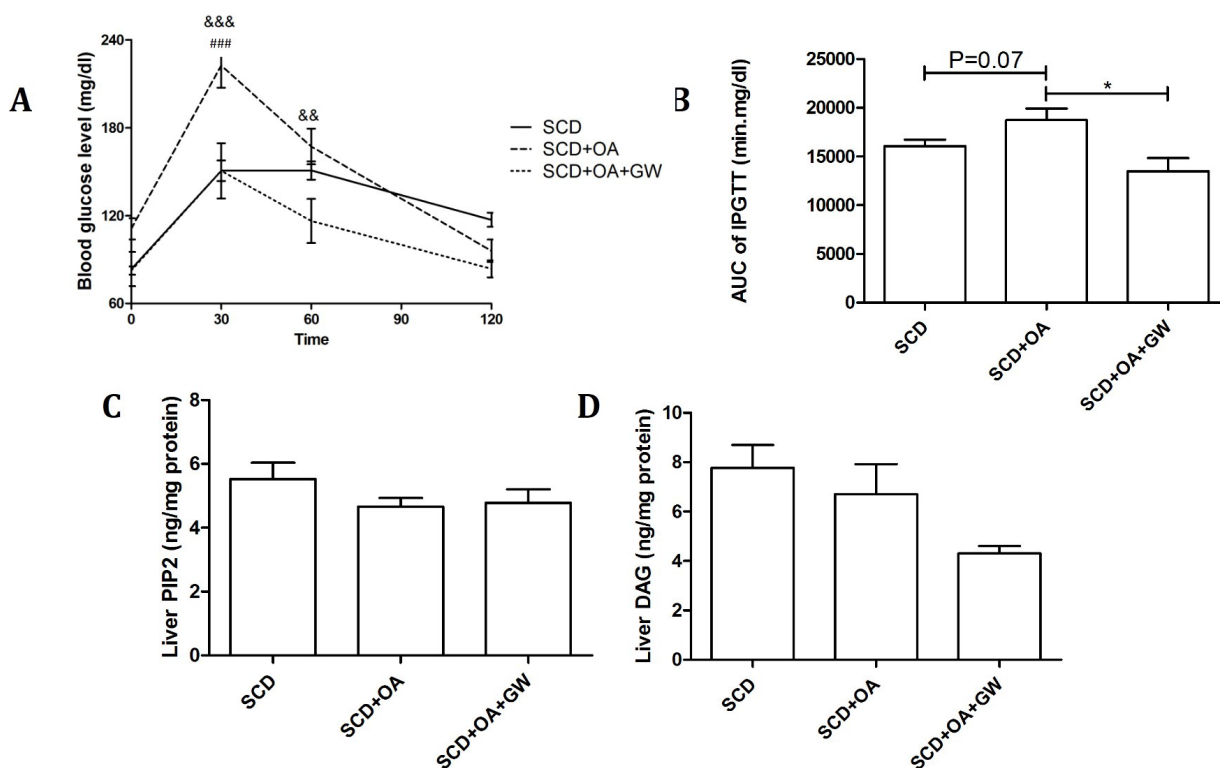 A
Blood glucose level (mg/dl)
240
180
120
60
0
30
60
90
120
Time
&&&
###
&&
SCD
SCD+OA
SCD+OA+GW
B
AUC of IPGTT (min.mg/dl)
25000
20000
15000
10000
5000
0
P=0.07
*
SCD
SCD+OA
SCD+OA+GW
C
Liver PIP2 (ng/mg protein)
8
6
4
2
0
SCD
SCD+OA
SCD+OA+GW
D
Liver DAG (ng/mg protein)
10
8
6
4
2
0
SCD
SCD+OA
SCD+OA+GW